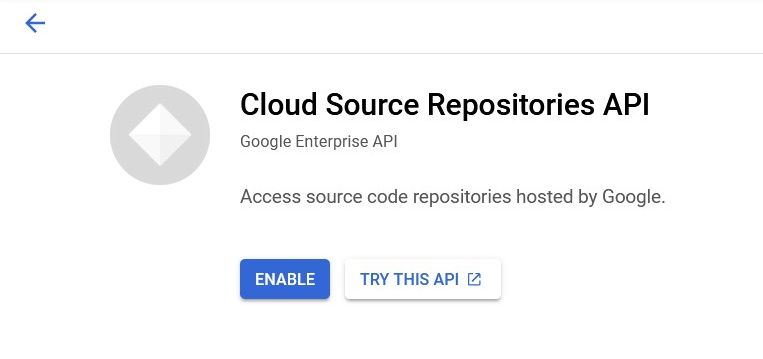 Cloud Source Repositories API
Google Enterprise API
Access source code repositories hosted by Google.
ENABLE
TRY THIS API